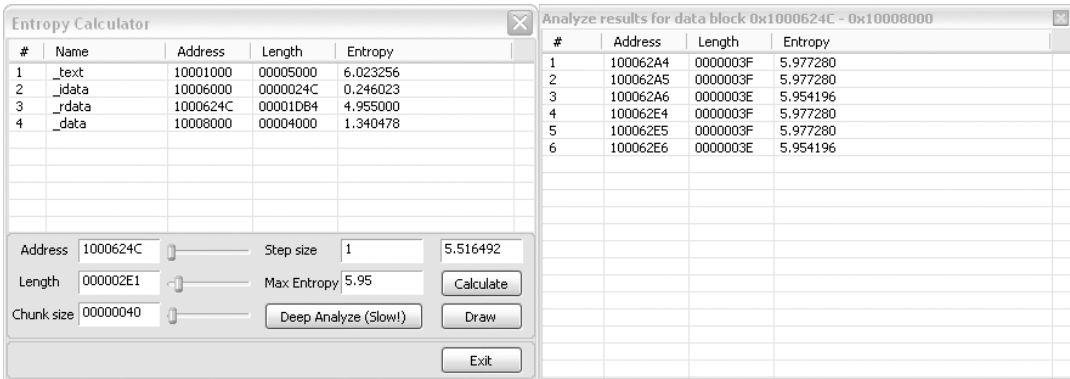 Entropy Calculator
# Name Address Length Entropy
1 _text 10001000 00005000 6.023256
2 _idata 10006000 0000024C 0.246023
3 _rdata 1000624C 00001DB4 4.955000
4 _data 10008000 00004000 1.340478
Address 1000624C Step size 1 5.516492
Length 000002E1 Max Entropy 5.95 Calculate
Chunk size 00000040 Deep Analyze (Slow!) Draw
Exit
Analyze results for data block 0x1000624C - 0x10008000
# Address Length Entropy
1 100062A4 0000003F 5.977280
2 100062A5 0000003F 5.977280
3 100062A6 0000003E 5.954196
4 100062E4 0000003F 5.977280
5 100062E5 0000003F 5.977280
6 100062E6 0000003E 5.954196